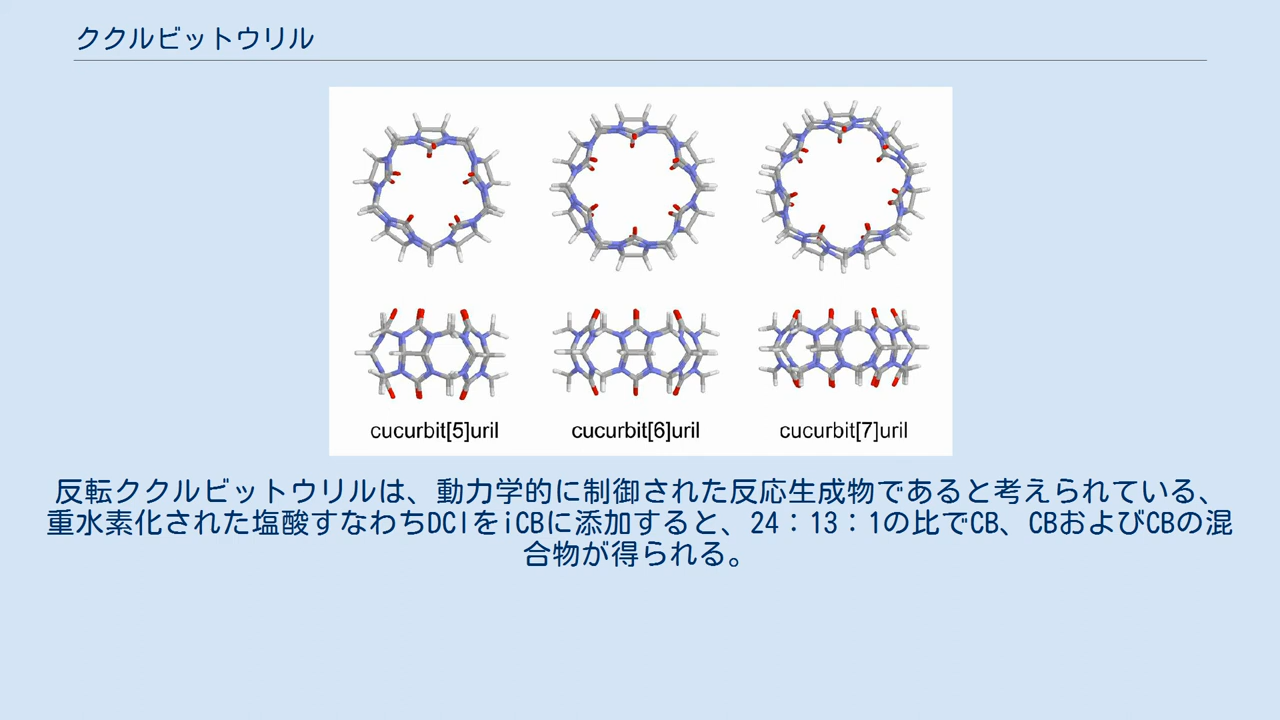 ククルビットウリル
cucurbit[5]uril
cucurbit[6]uril
cucurbit[7]uril
反転ククルビットウリルは、動力学的に制御された反応生成物であると考えられている、
重水素化された塩酸すなわちDClをiCBに添加すると、24：13：1の比でCB、CBおよびCBの混
合物が得られる。